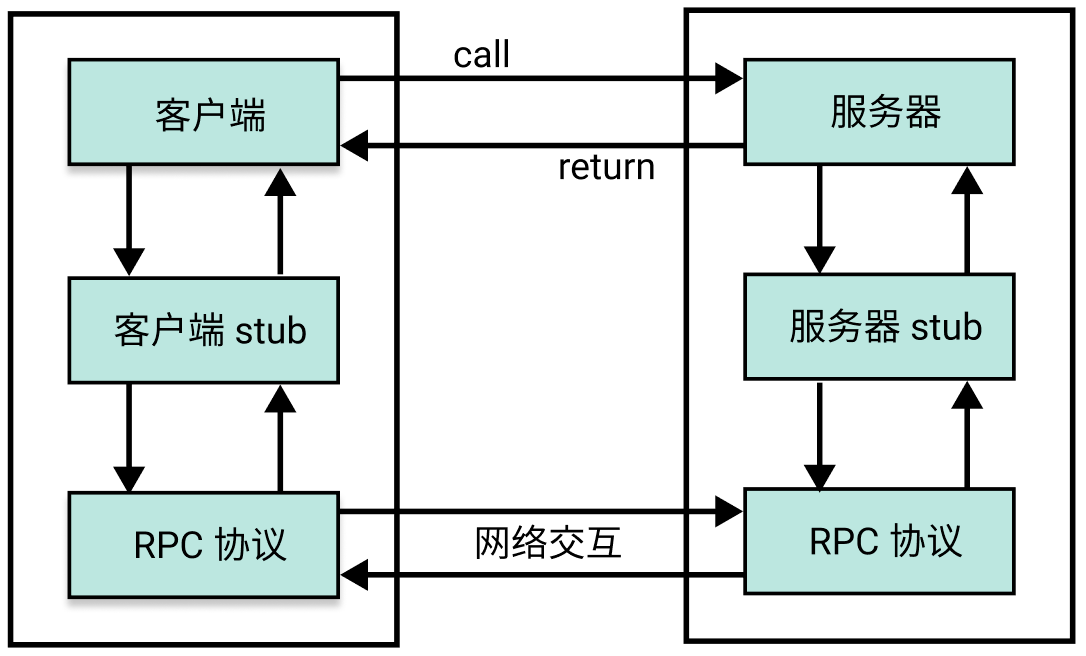 call
客户端
服务器
return
客户端 stub
服务器 stub
RPC 协议
网络交互
RPC 协议